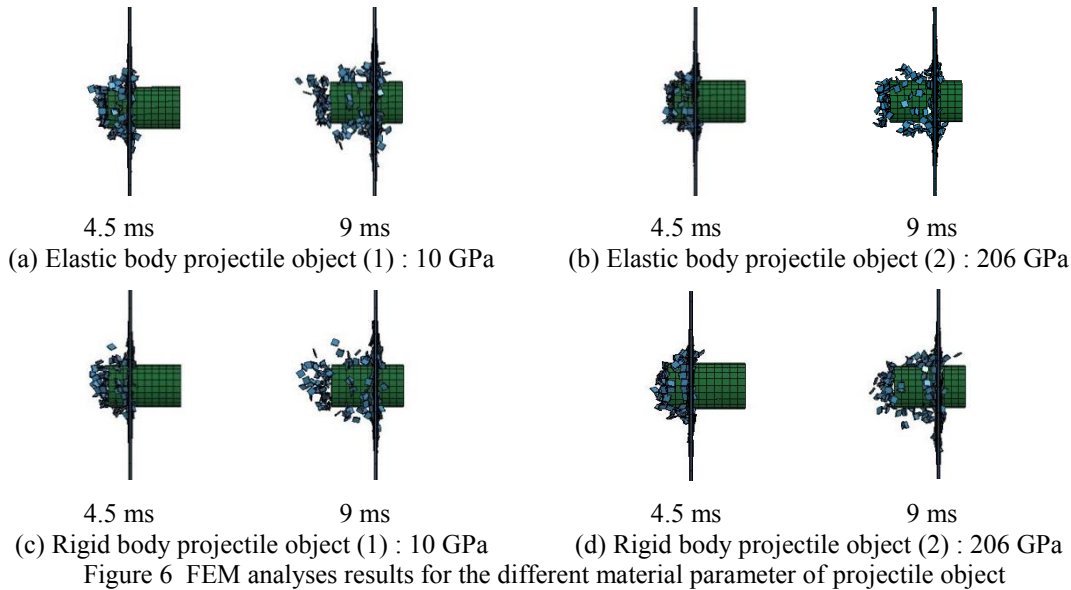 4.5 ms 9 ms 4.5 ms 9 ms
(a) Elastic body projectile object (1) : 10 GPa (b) Elastic body projectile object (2) : 206 GPa
4.5 ms 9 ms 4.5 ms 9 ms
(c) Rigid body projectile object (1) : 10 GPa (d) Rigid body projectile object (2) : 206 GPa
Figure 6 FEM analyses results for the different material parameter of projectile object